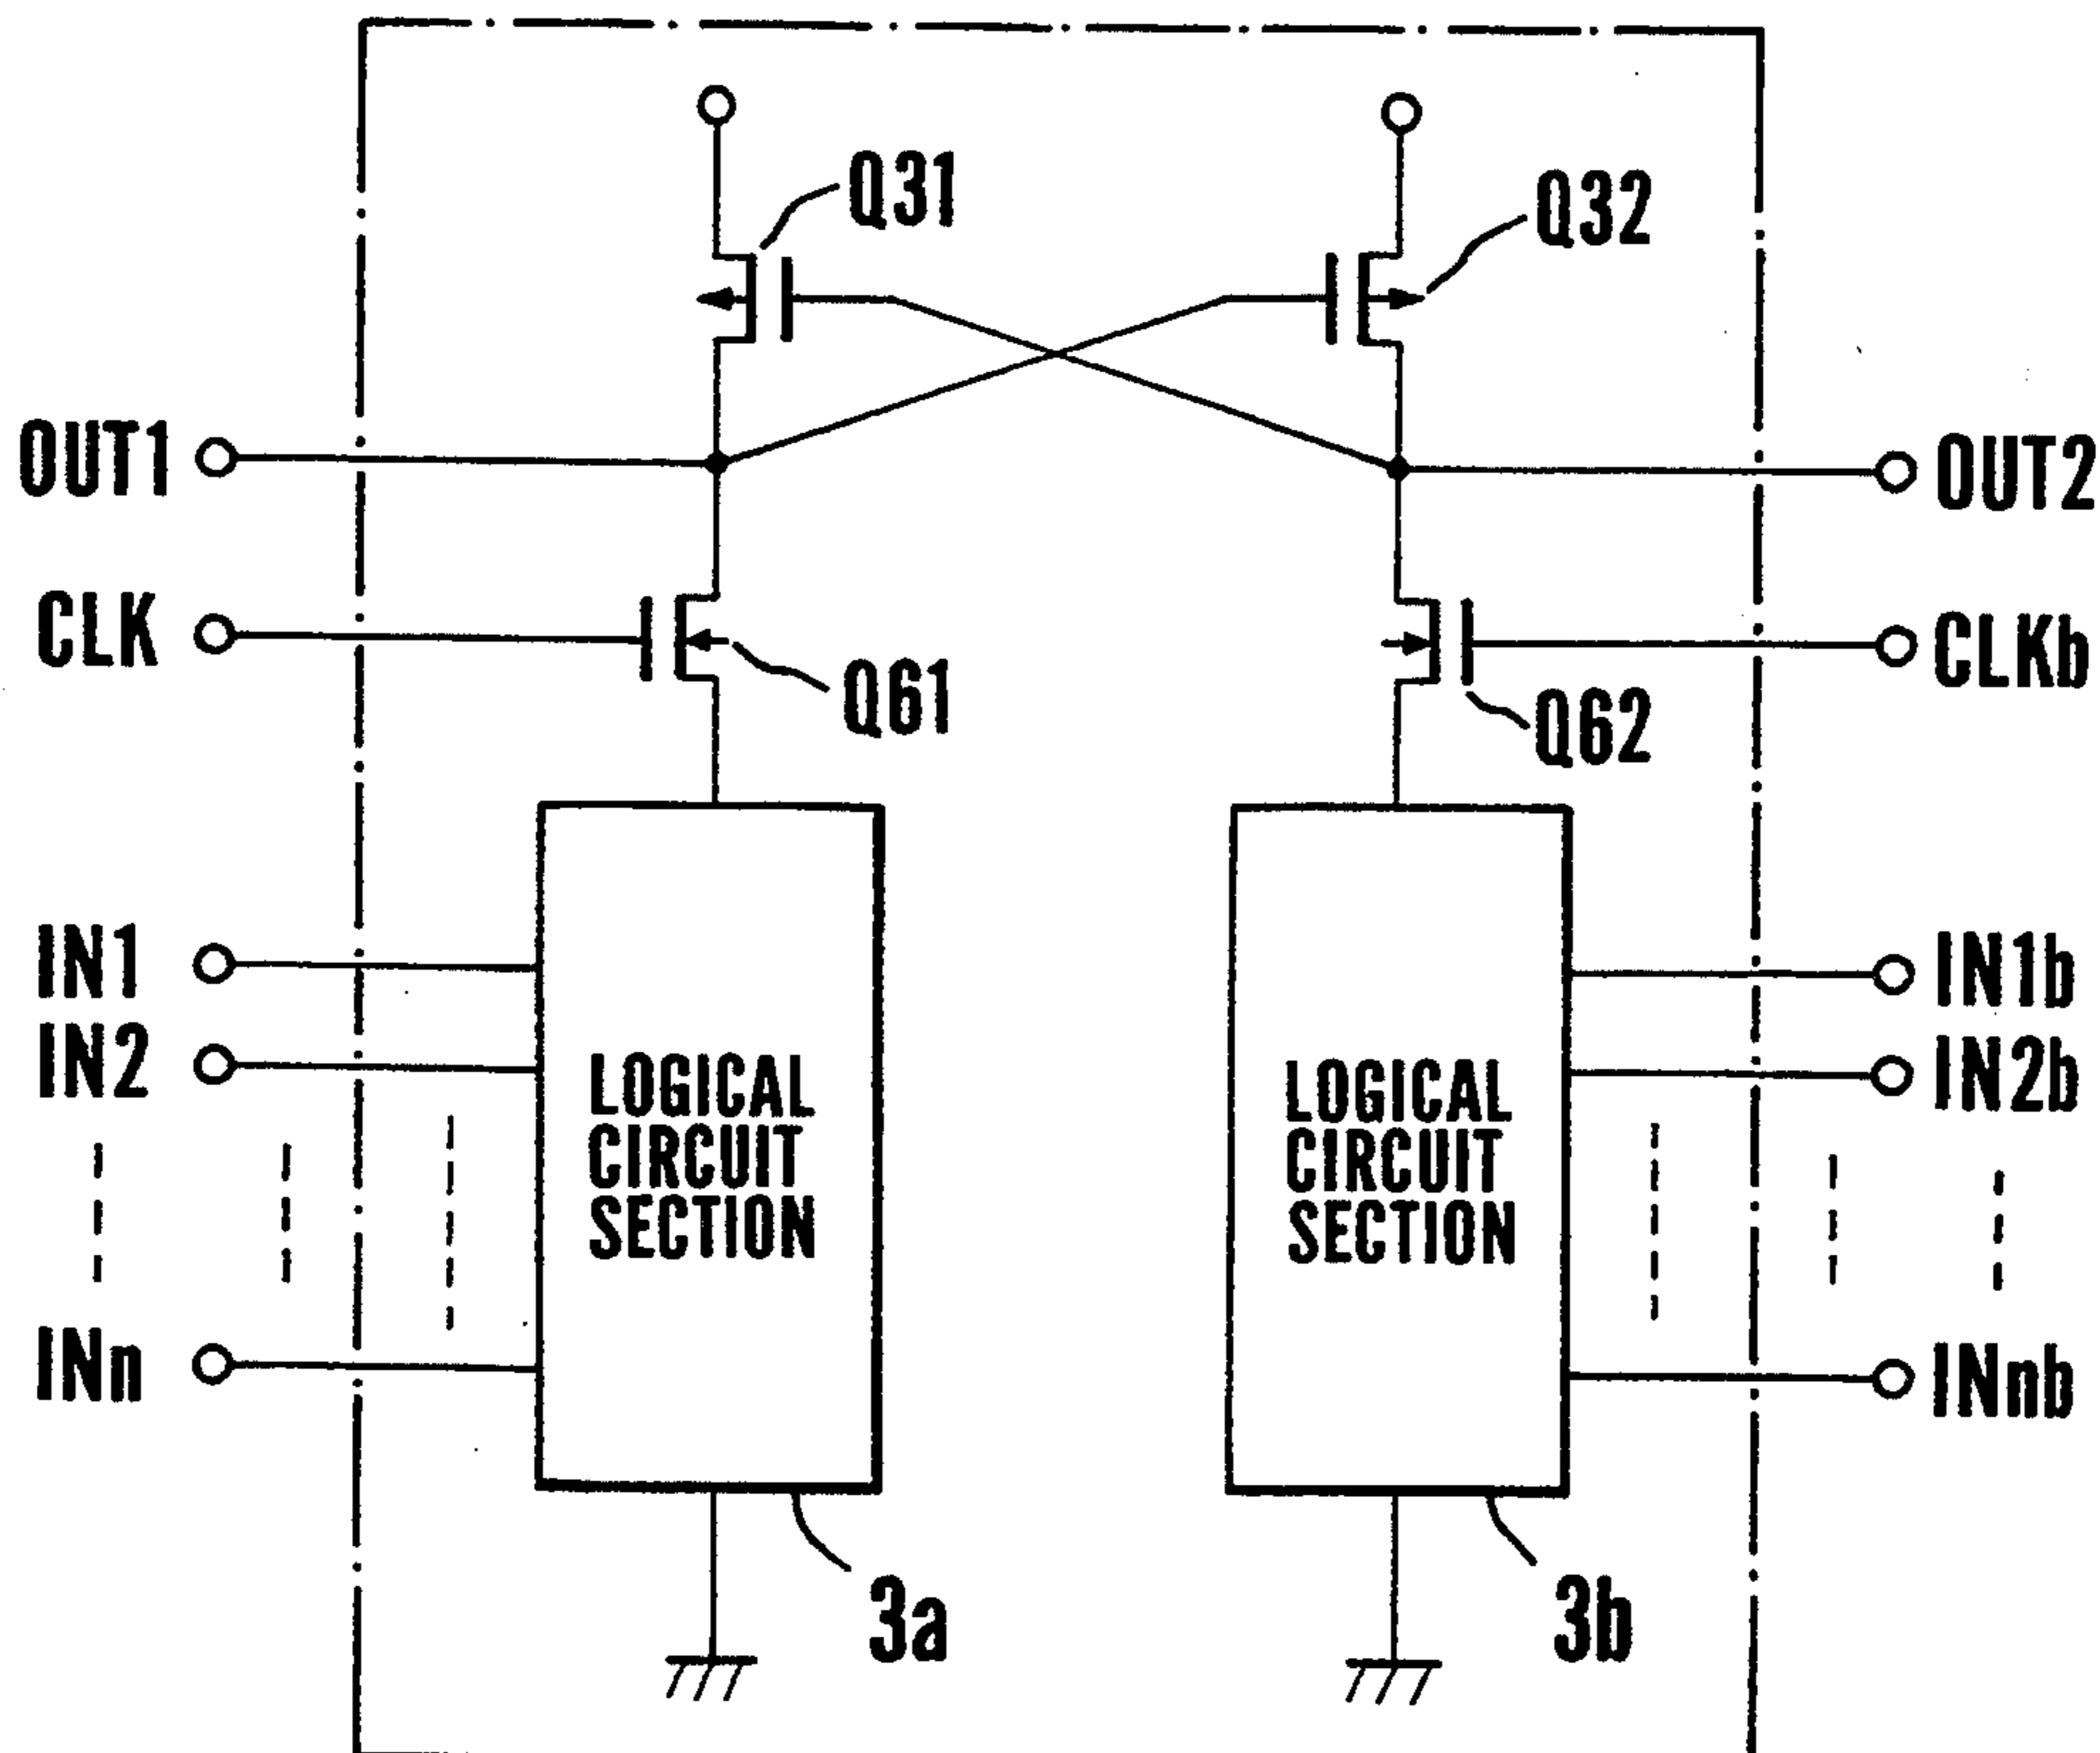 Q31
Q32
OUT1
OUT2
CLK
CLKb
Q61
Q62
IN1
IN1b
IN2
IN2b
LOGICAL
CIRCUIT
SECTION
LOGICAL
CIRCUIT
SECTION
INn
INnb
3a
3b